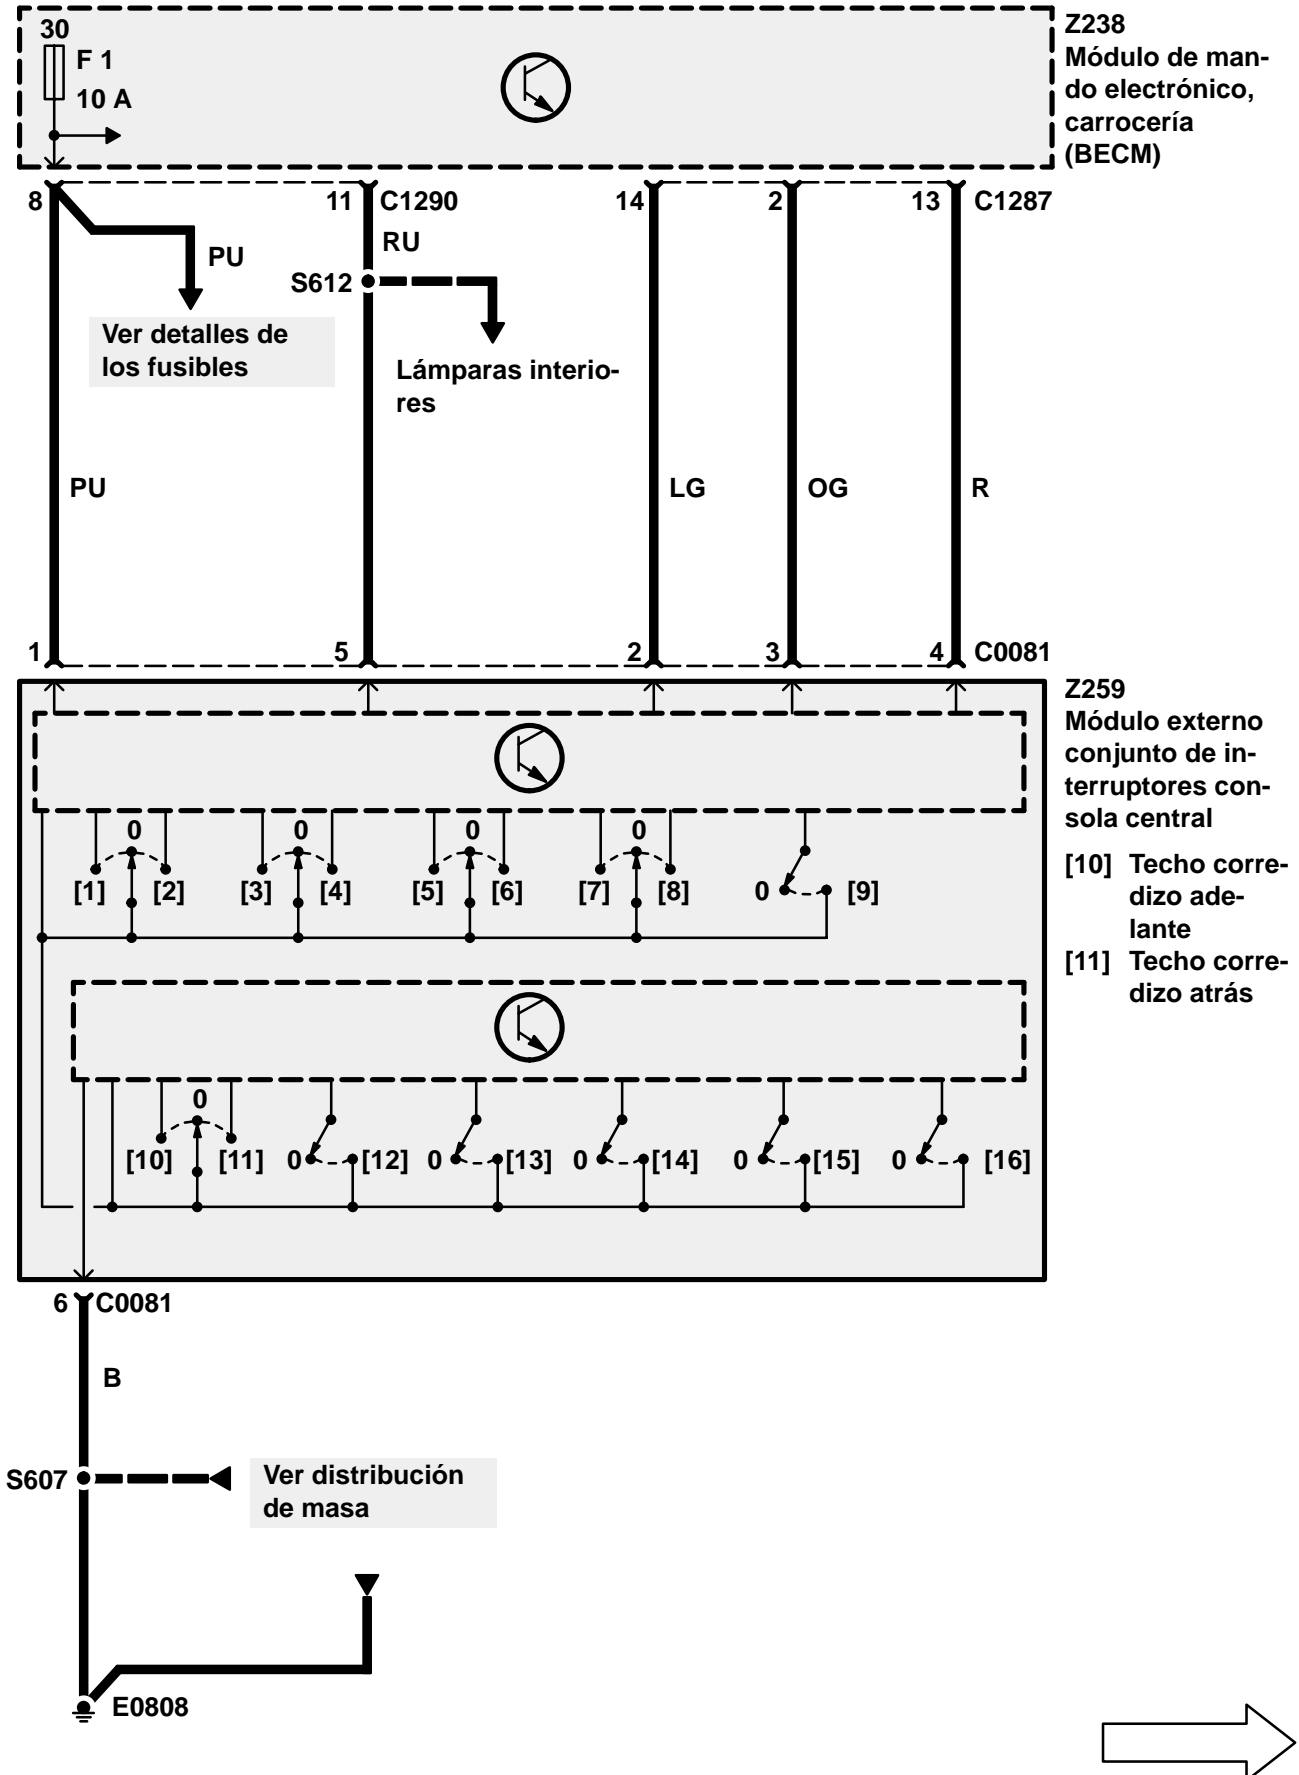 30
F 1
10 A
Z238
Módulo de man-
do electrónico,
carrocería
(BECM)
8
11
C1290
14
2
13
C1287
PU
RU
S612
Ver detalles de
los fusibles
Lámparas interio-
res
PU
LG
OG
R
1
5
2
3
4
C0081
Z259
Módulo externo
conjunto de in-
terruptores con-
sola central
[10] Techo corre-
dizo ade-
lante
[11] Techo corre-
dizo atrás
0
0
0
0
[1]
[2]
[3]
[4]
[5]
[6]
[7]
[8]
0
[9]
0
[10]
[11]
0
[12]
0
[13]
0
[14]
0
[15]
0
[16]
6
C0081
B
S607
Ver distribución
de masa
E0808